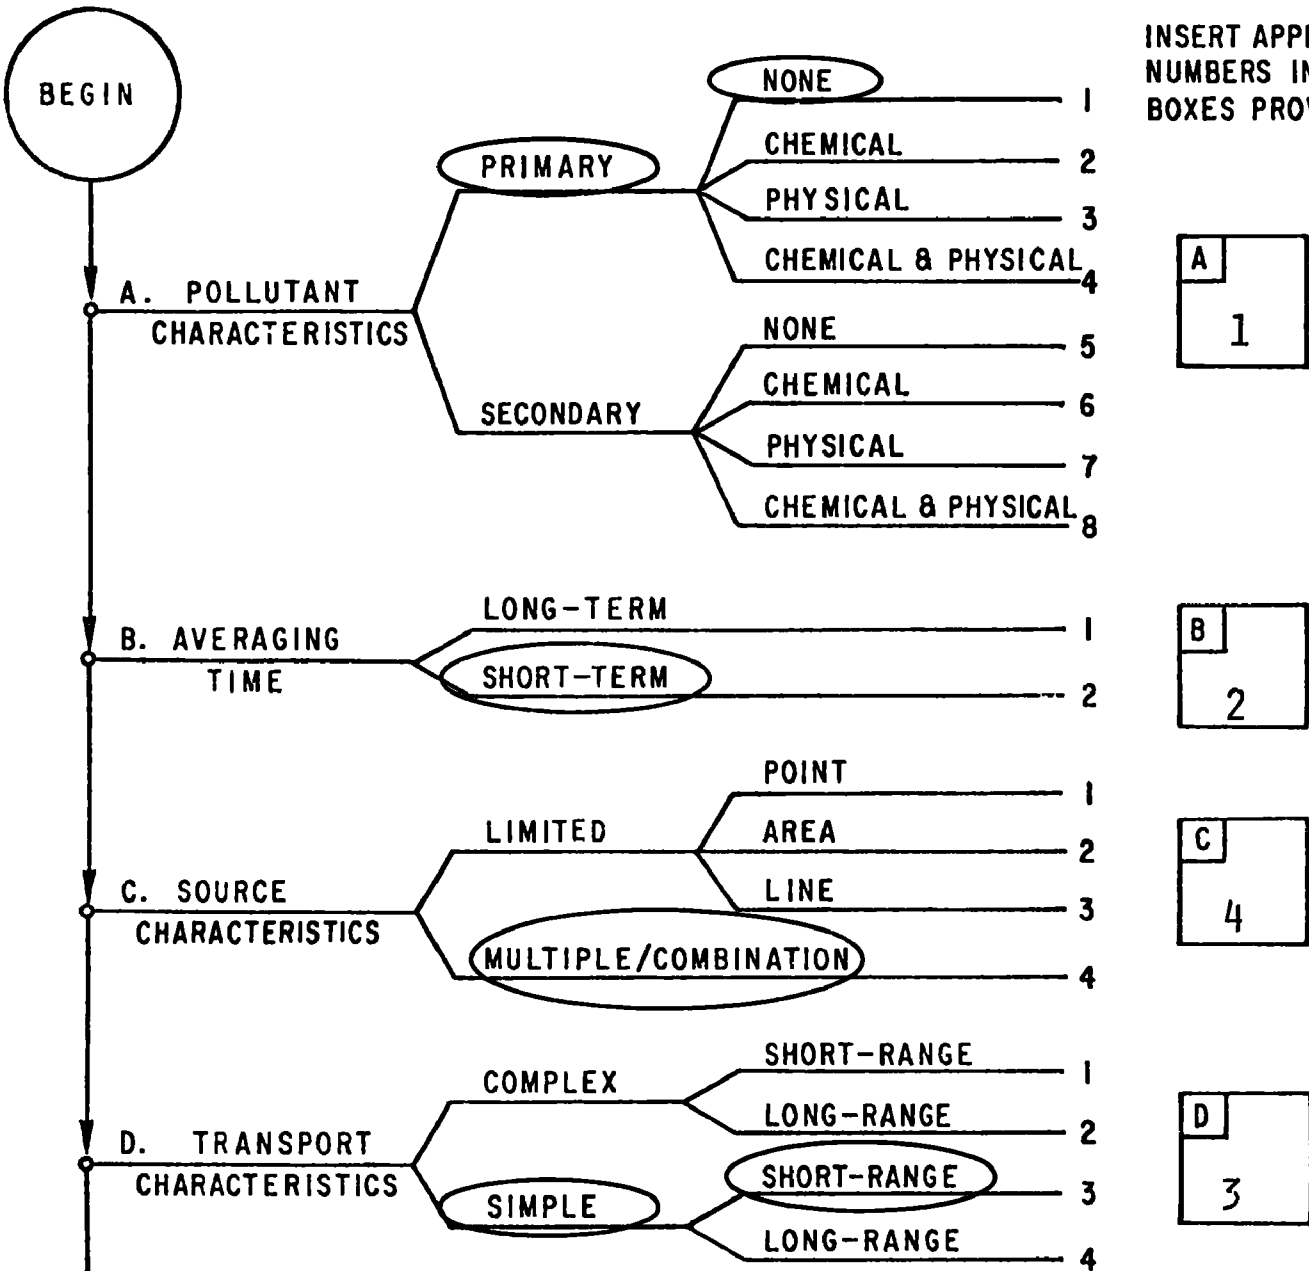 BEGIN
INSERT
NUMBERS
BOXES
NONE
1
CHEMICAL
2
PRIMARY
PHYSICAL
3
CHEMICAL & PHYSICAL
4
A
1
A. POLLUTANT
CHARACTERISTICS
NONE
5
CHEMICAL
6
SECONDARY
PHYSICAL
7
CHEMICAL & PHYSICAL
8
B. AVERAGING
TIME
LONG-TERM
1
SHORT-TERM
2
B
2
POINT
1
LIMITED
AREA
2
LINE
3
C. SOURCE
CHARACTERISTICS
MULTIPLE/COMBINATION
4
C
4
SHORT-RANGE
1
COMPLEX
LONG-RANGE
2
D. TRANSPORT
CHARACTERISTICS
SHORT-RANGE
3
SIMPLE
LONG-RANGE
4
D
3